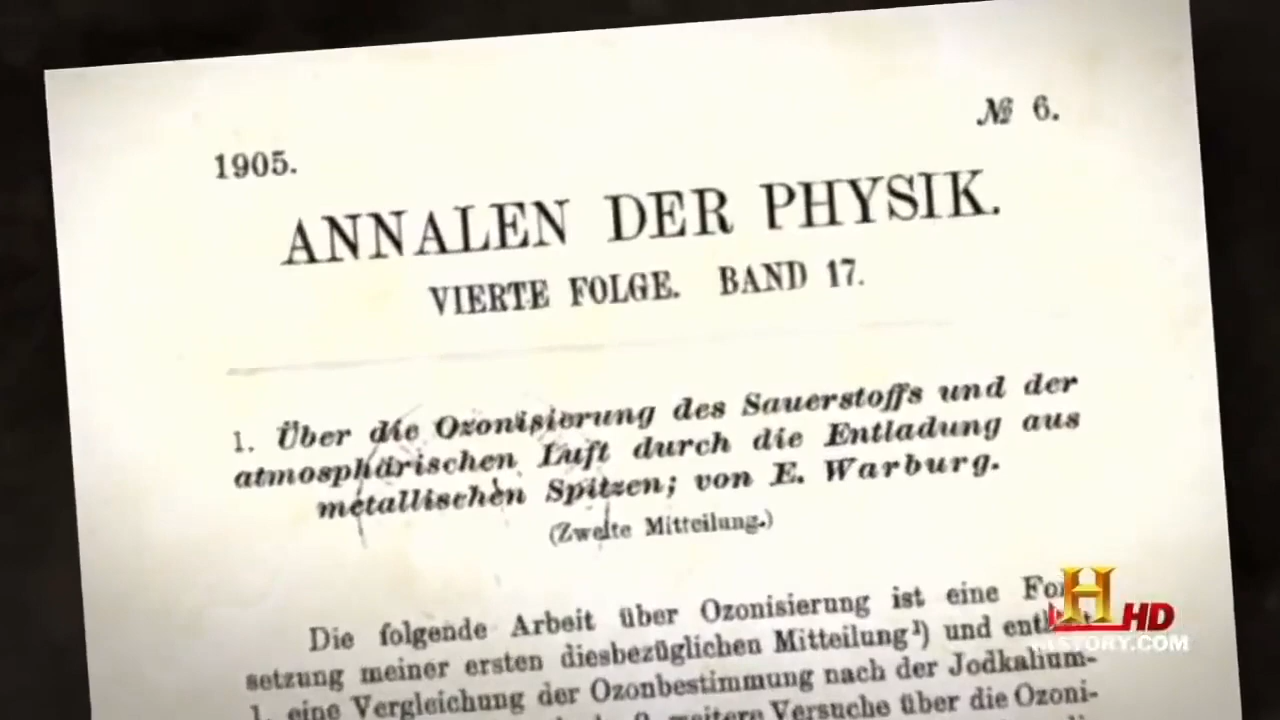 1905.
№ 6.
ANNALEN DER PHYSIK.
VIERTE FOLGE. BAND 17.
1. Über die Ozonisierung des Sauerstoffs und der
atmosphärischen Luft durch die Entladung aus
metallischen Spitzen; von E. Warburg.
(Zweite Mitteilung.)
Die folgende Arbeit über Ozonisierung ist eine
setzung meiner ersten diesbezüglichen Mitteilung¹) und
1. eine Vergleichung der Ozonbestimmung nach der Jodkalium-
weitere Versuche über die Ozoni-
H HD
HISTORY.COM